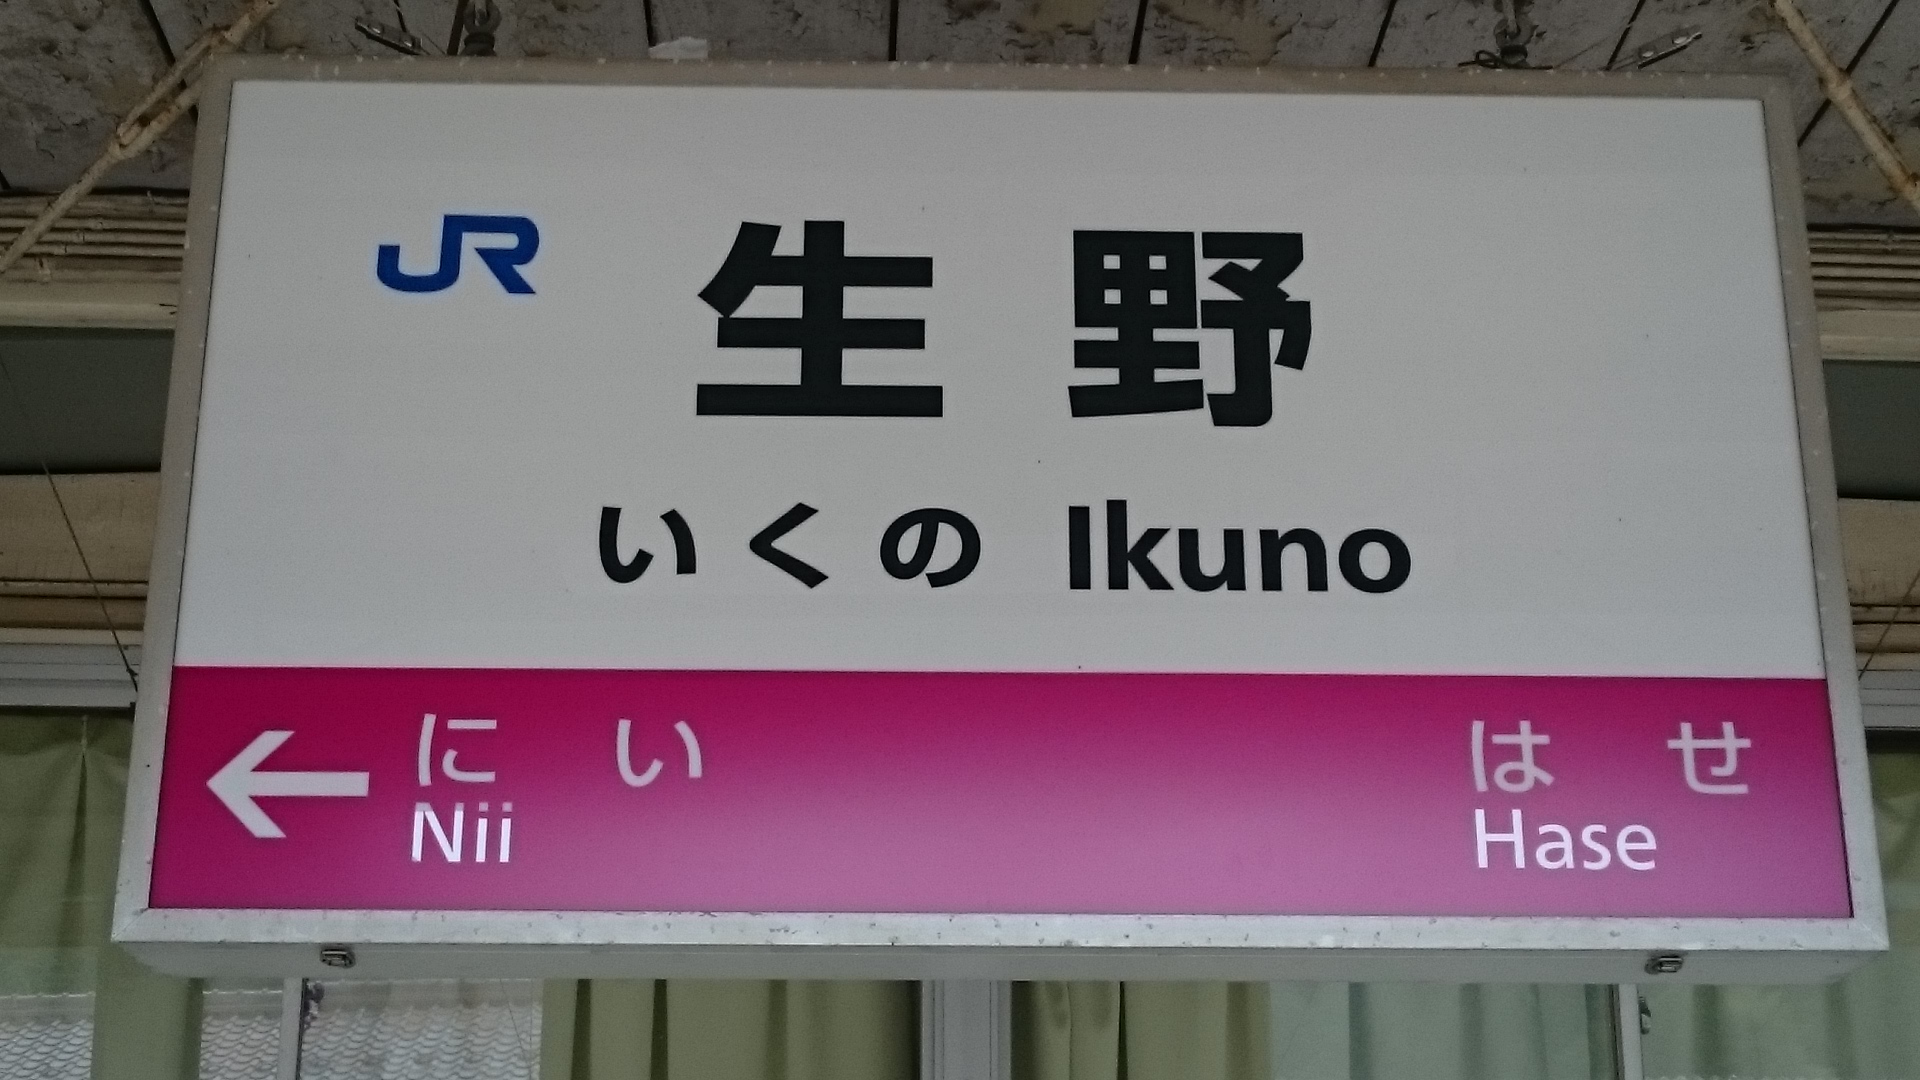 JR 生野
いくの Ikuno
← にい はせ
Nii Hase